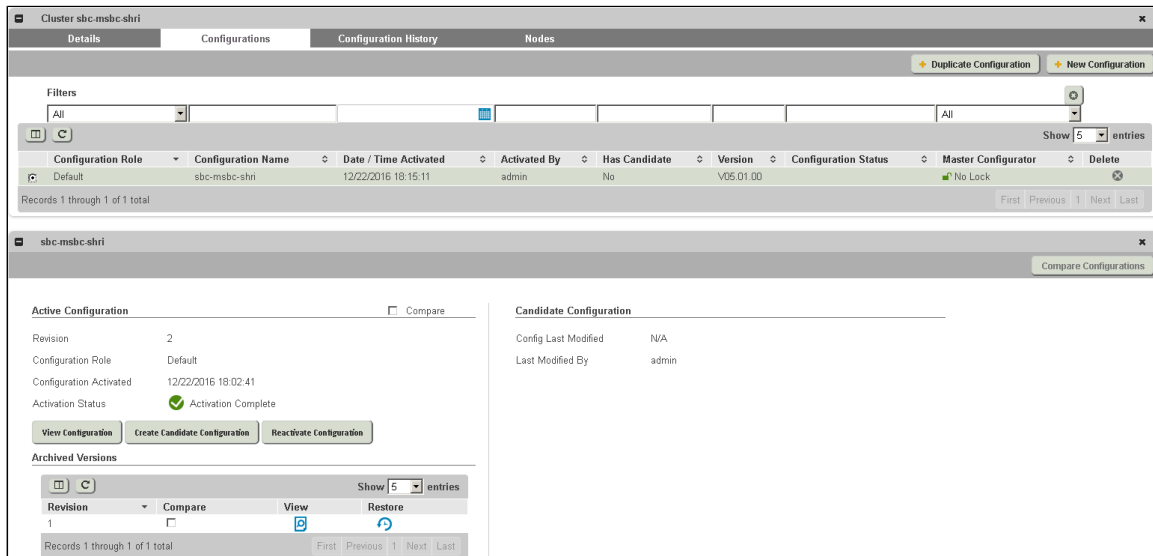 Cluster sbc-msbc-shri
Details Configurations Configuration History Nodes
Duplicate Configuration New Configuration
Filters
All All
Show 5 entries
Configuration Role Configuration Name Date / Time Activated Activated By Has Candidate Version Configuration Status Master Configurator Delete
Default sbc-msbc-shri 12/22/2016 18:15:11 admin No V05.01.00 No Lock
Records 1 through 1 of 1 total First Previous 1 Next Last
sbc-msbc-shri
Compare Configurations
Active Configuration Compare Candidate Configuration
Revision 2 Config Last Modified N/A
Configuration Role Default Last Modified By admin
Configuration Activated 12/22/2016 18:02:41
Activation Status Activation Complete
View Configuration Create Candidate Configuration Reactivate Configuration
Archived Versions
Show 5 entries
Revision Compare View Restore
1
Records 1 through 1 of 1 total First Previous 1 Next Last